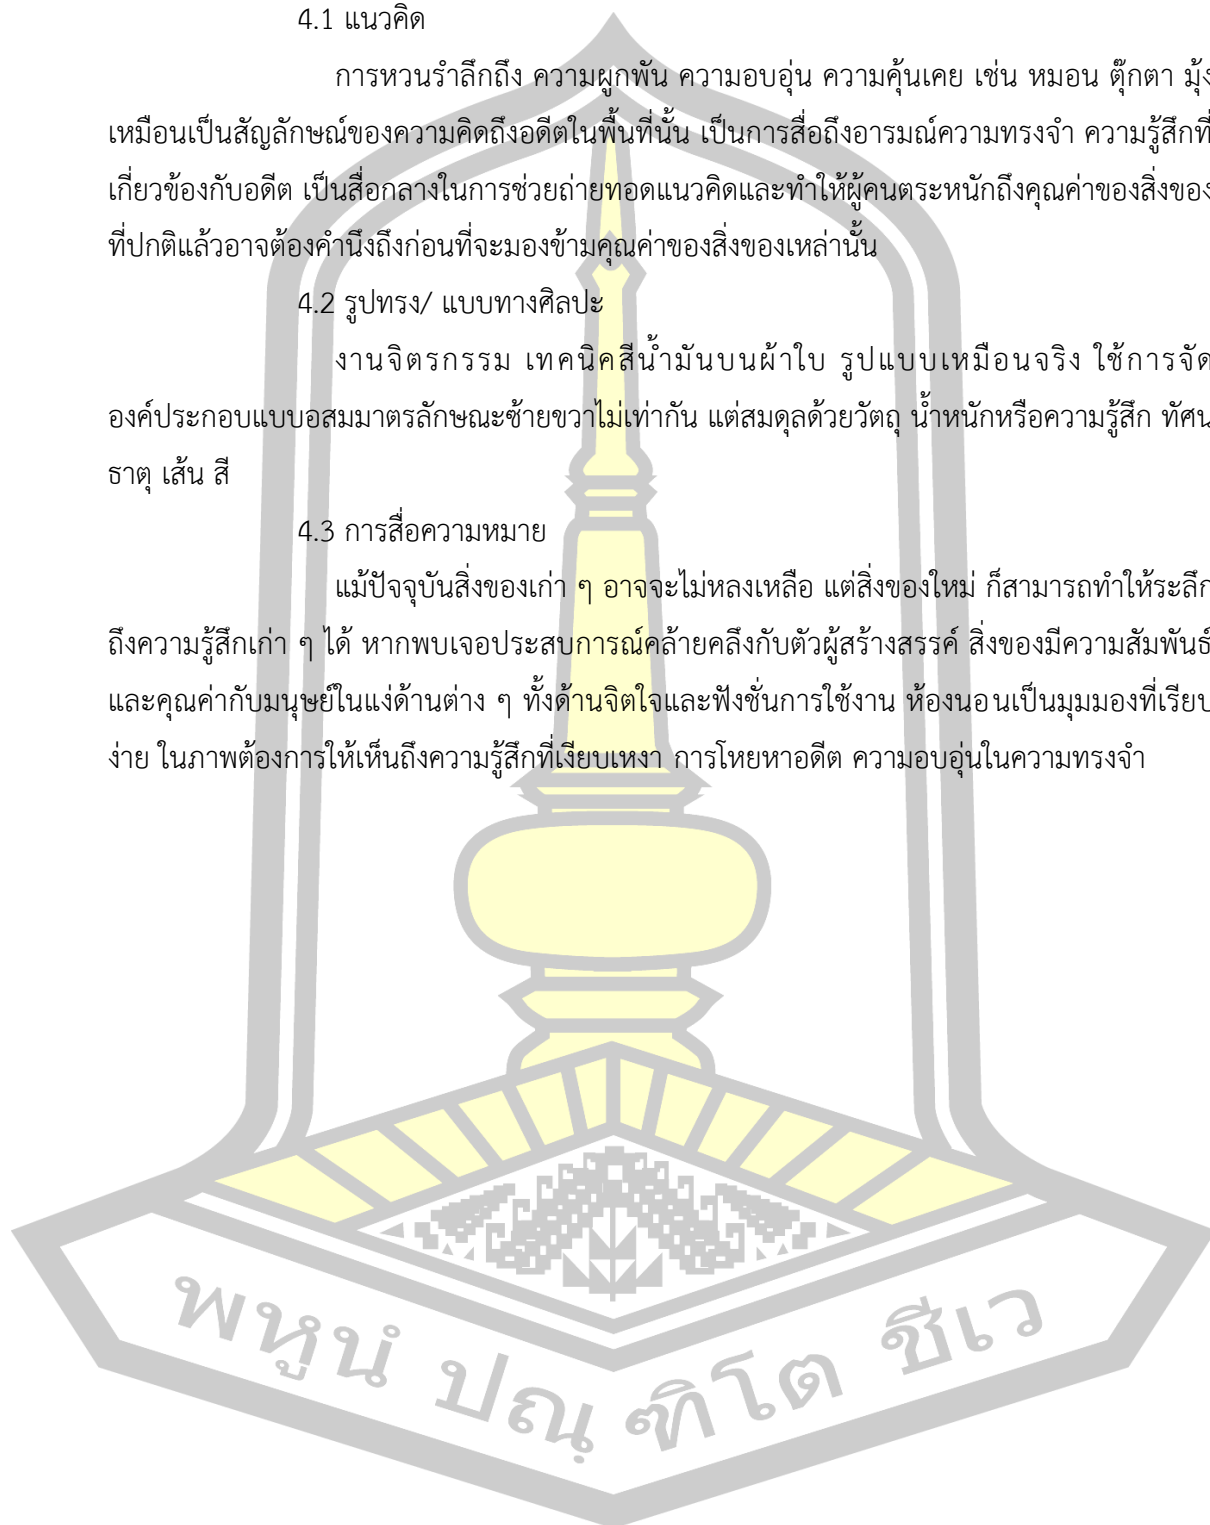 4.1 แนวคิด
การหวนรำลึกถึง ความผูกพัน ความอบอุ่น ความคุ้นเคย เช่น หมอน ตุ๊กตา มุ้ง
เหมือนเป็นสัญลักษณ์ของความคิดถึงอดีตในพื้นที่นั้น เป็นการสื่อถึงอารมณ์ความทรงจำ ความรู้สึกที่
เกี่ยวข้องกับอดีต เป็นสื่อกลางในการช่วยถ่ายทอดแนวคิดและทำให้ผู้คนตระหนักถึงคุณค่าของสิ่งของ
ที่ปกติแล้วอาจต้องคำนึงถึงก่อนที่จะมองข้ามคุณค่าของสิ่งของเหล่านั้น
4.2 รูปทรง/ แบบทางศิลปะ
งานจิตรกรรม เทคนิคสีน้ำมันบนผ้าใบ รูปแบบเหมือนจริง ใช้การจัด
องค์ประกอบแบบอสมมาตรลักษณะซ้ายขวาไม่เท่ากัน แต่สมดุลด้วยวัตถุ น้ำหนักหรือความรู้สึก ทัศน
ธาตุ เส้น สี
4.3 การสื่อความหมาย
แม้ปัจจุบันสิ่งของเก่า ๆ อาจจะไม่หลงเหลือ แต่สิ่งของใหม่ ก็สามารถทำให้ระลึก
ถึงความรู้สึกเก่า ๆ ได้ หากพบเจอประสบการณ์คล้ายคลึงกับตัวผู้สร้างสรรค์ สิ่งของมีความสัมพันธ์
และคุณค่ากับมนุษย์ในแง่ด้านต่าง ๆ ทั้งด้านจิตใจและฟังชั่นการใช้งาน ห้องนอนเป็นมุมมองที่เรียบ
ง่าย ในภาพต้องการให้เห็นถึงความรู้สึกที่เงียบเหงา การโหยหาอดีต ความอบอุ่นในความทรงจำ
พหูนํ ปณฺ ฑิโต ชีเว